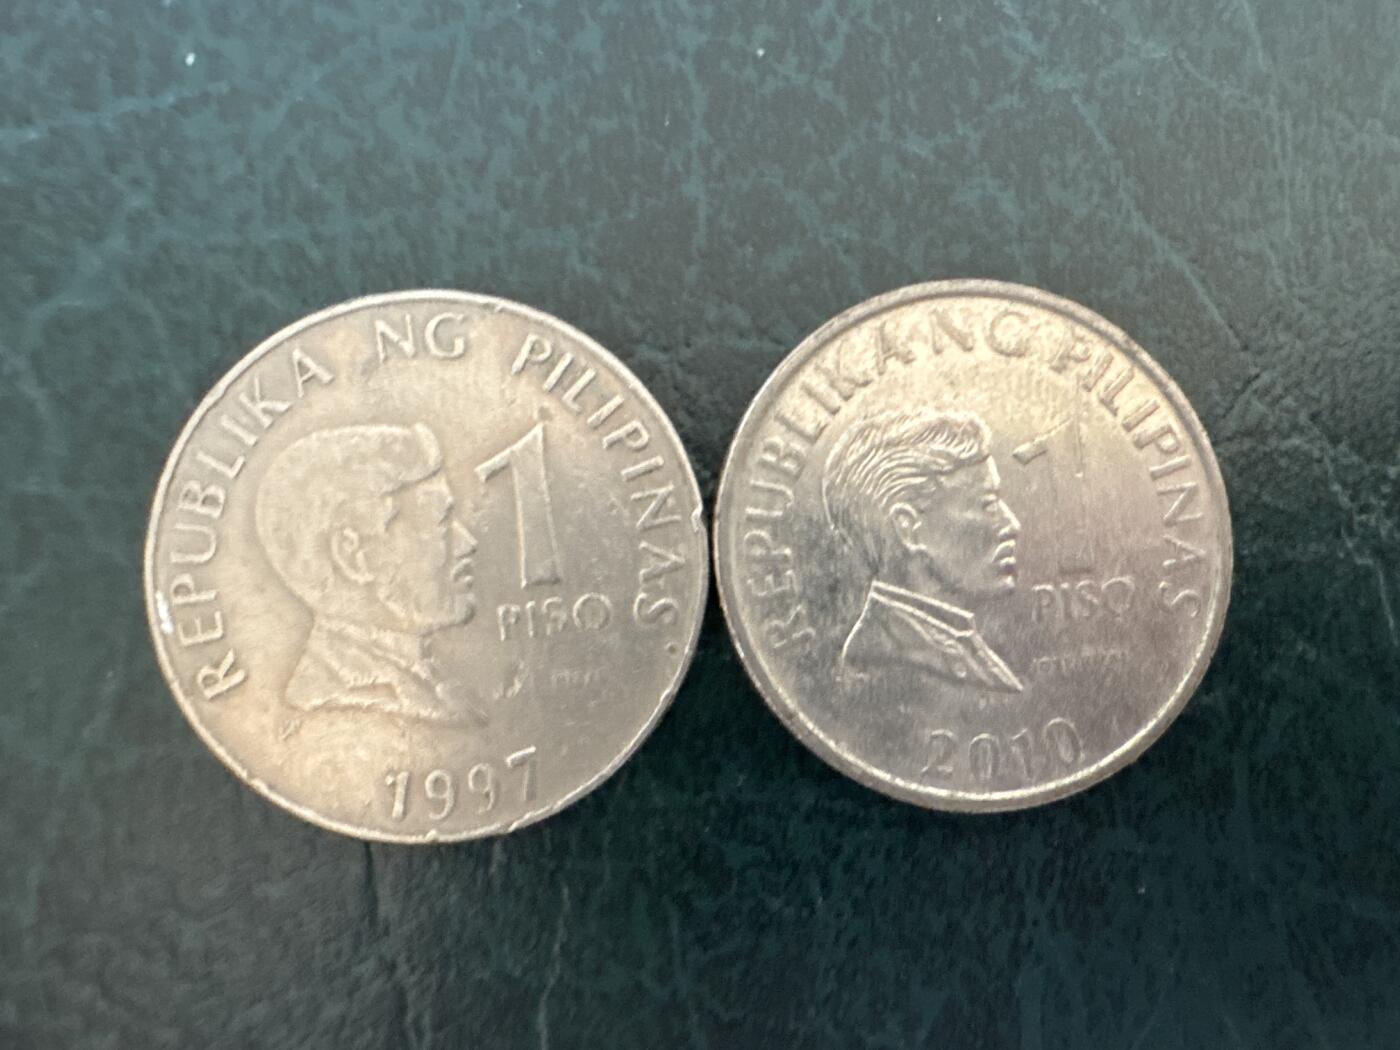 REPUBLIKA NG PILIPINAS
1
PISO
1997
REPUBLIKA NG PILIPINAS
1
PISO
2010